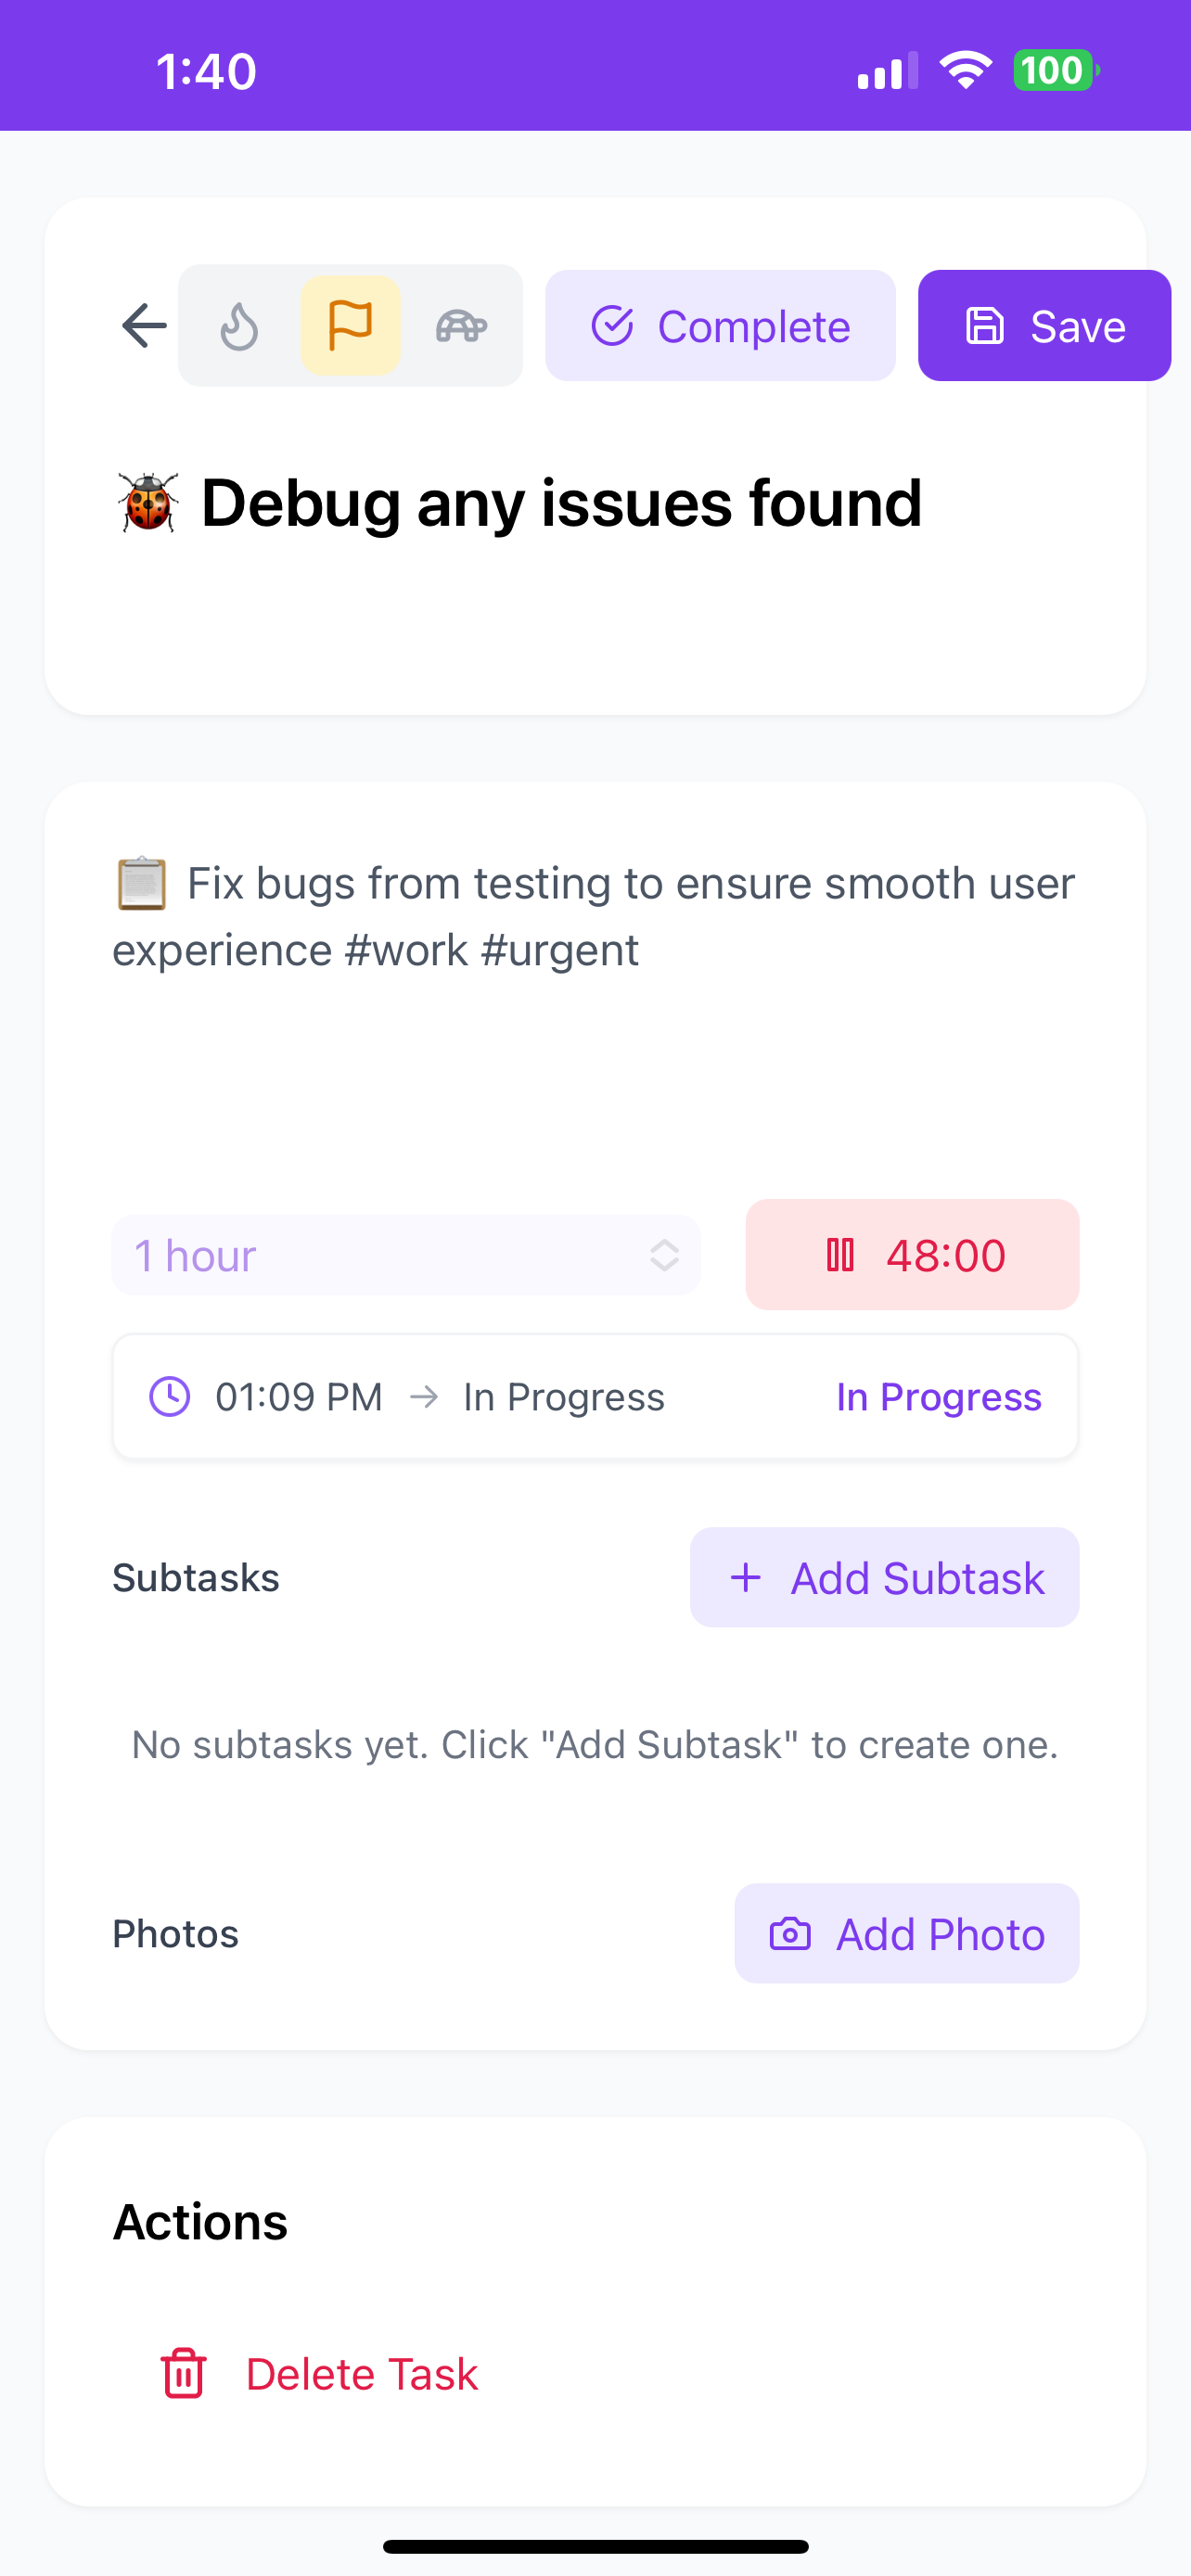 1:40
100
Complete
Save
🐞 Debug any issues found
📋 Fix bugs from testing to ensure smooth user
experience #work #urgent
1 hour
48:00
01:09 PM → In Progress
In Progress
Subtasks
+ Add Subtask
No subtasks yet. Click "Add Subtask" to create one.
Photos
Add Photo
Actions
Delete Task